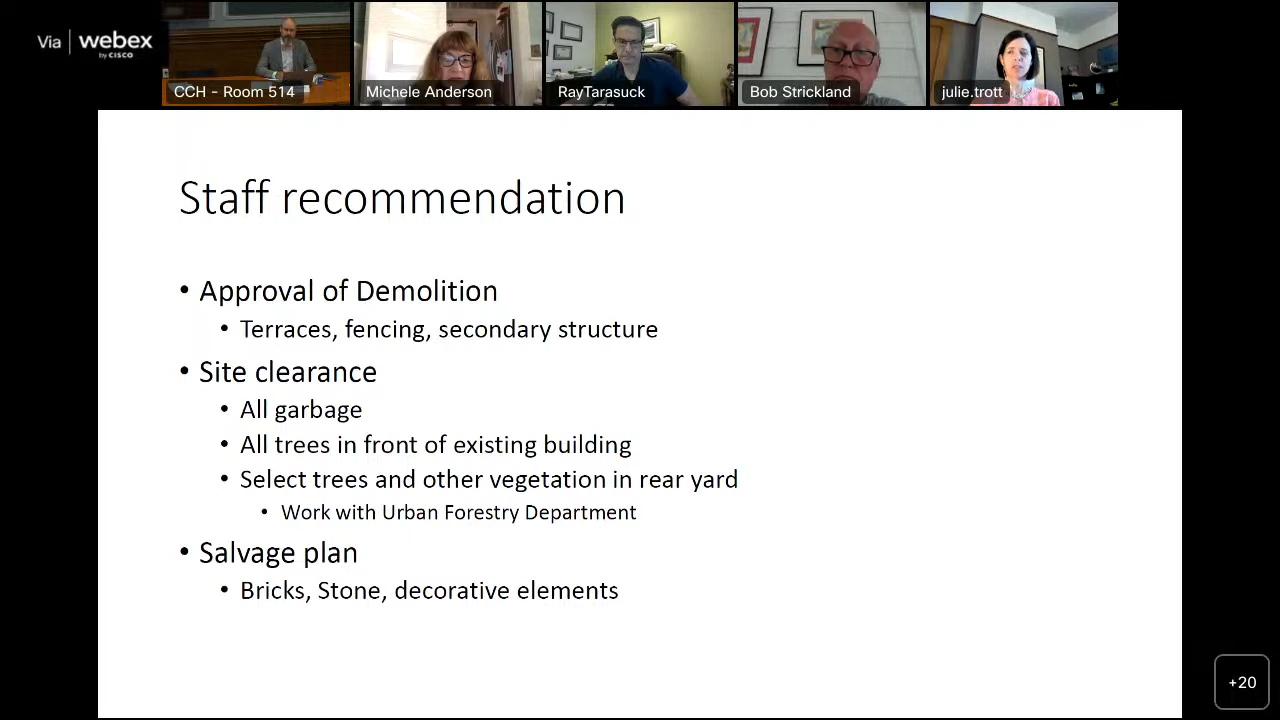 Via
webex
by CISCO
CCH - Room 514
Michele Anderson
RayTarasuck
Bob Strickland
julie.trott
Staff recommendation
• Approval of Demolition
• Terraces, fencing, secondary structure
• Site clearance
• All garbage
• All trees in front of existing building
• Select trees and other vegetation in rear yard
• Work with Urban Forestry Department
• Salvage plan
• Bricks, Stone, decorative elements
+20